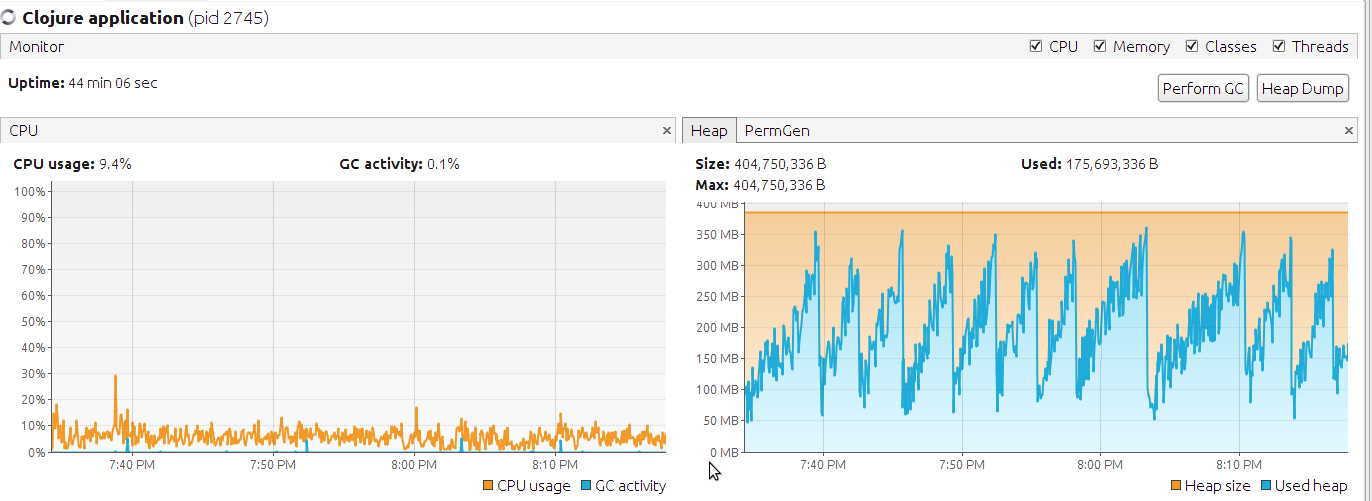 Clojure application (pid 2745)
Monitor
CPU Memory Classes Threads
Uptime: 44 min 06 sec
Perform GC Heap Dump
CPU ×
CPU usage: 9.4% GC activity: 0.1%
100%
90%
80%
70%
60%
50%
40%
30%
20%
10%
0%
7:40 PM 7:50 PM 8:00 PM 8:10 PM
CPU usage GC activity
Heap PermGen ×
Size: 404,750,336 B Used: 175,693,336 B
Max: 404,750,336 B
400 MB
350 MB
300 MB
250 MB
200 MB
150 MB
100 MB
50 MB
0 MB
7:40 PM 7:50 PM 8:00 PM 8:10 PM
Heap size Used heap